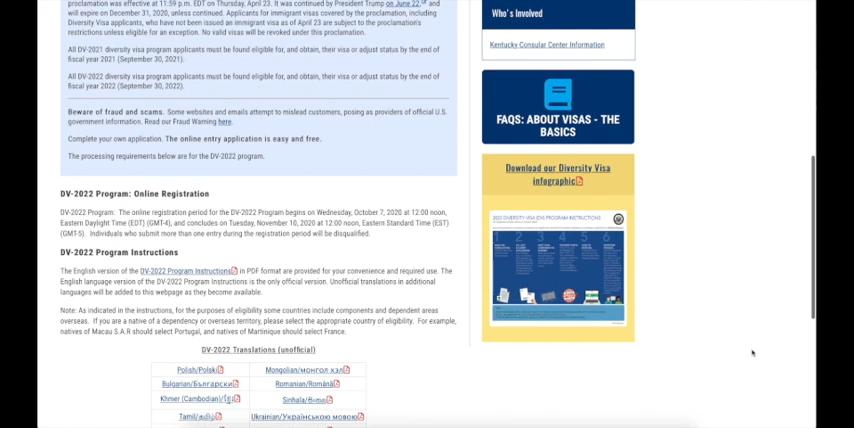 proclamation was effective at 11:59 p.m. EDT on Thursday, April 23. It was continued by President Trump on June 22, and
will expire on December 31, 2020, unless continued. Applicants for immigrant visas covered by the proclamation, including
Diversity Visa applicants, who have not been issued an immigrant visa as of April 23 are subject to the proclamation's
restrictions unless eligible for an exception. No valid visas will be revoked under this proclamation.
All DV-2021 diversity visa program applicants must be found eligible for, and obtain, their visa or adjust status by the end of
fiscal year 2021 (September 30, 2021).
All DV-2022 diversity visa program applicants must be found eligible for, and obtain, their visa or adjust status by the end of
fiscal year 2022 (September 30, 2022).
Beware of fraud and scams. Some websites and emails attempt to mislead customers, posing as providers of official U.S.
government information. Read our Fraud Warning here.
Complete your own application. The online entry application is easy and free.
The processing requirements below are for the DV-2022 program.
DV-2022 Program: Online Registration
DV-2022 Program: The online registration period for the DV-2022 Program begins on Wednesday, October 7, 2020 at 12:00 noon,
Eastern Daylight Time (EDT) (GMT-4), and concludes on Tuesday, November 10, 2020 at 12:00 noon, Eastern Standard Time (EST)
(GMT-5). Individuals who submit more than one entry during the registration period will be disqualified.
DV-2022 Program Instructions
The English version of the DV-2022 Program Instructions in PDF format are provided for your convenience and required use. The
English language version of the DV-2022 Program Instructions is the only official version. Unofficial translations in additional
languages will be added to this webpage as they become available.
Note: As indicated in the instructions, for the purposes of eligibility some countries include components and dependent areas
overseas. If you are a native of a dependency or overseas territory, please select the appropriate country of eligibility. For example,
natives of Macau S.A.R should select Portugal, and natives of Martinique should select France.
DV-2022 Translations (unofficial)
Polish/Polski Mongolian/монгол хэл
Bulgarian/Български Romanian/Română
Khmer (Cambodian)/ខ្មែរ Sinhala/සිංහල
Tamil/தமிழ் Ukrainian/Українською мовою
Who's Involved
Kentucky Consular Center Information
FAQS: ABOUT VISAS - THE
BASICS
Download our Diversity Visa
infographic
2022 DIVERSITY VISA (DV) PROGRAM INSTRUCTIONS
1 2 3 4 5 6